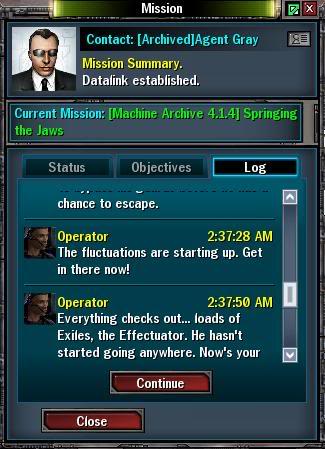 Mission
Contact: [Archived]Agent Gray
Mission Summary.
Datalink established.
Current Mission: [Machine Archive 4.1.4] Springing
the Jaws
Status
Objectives
Log
chance to escape.
Operator 2:37:28 AM
The fluctuations are starting up. Get
in there now!
Operator 2:37:50 AM
Everything checks out... loads of
Exiles, the Effectuator. He hasn't
started going anywhere. Now's your
Continue
Close